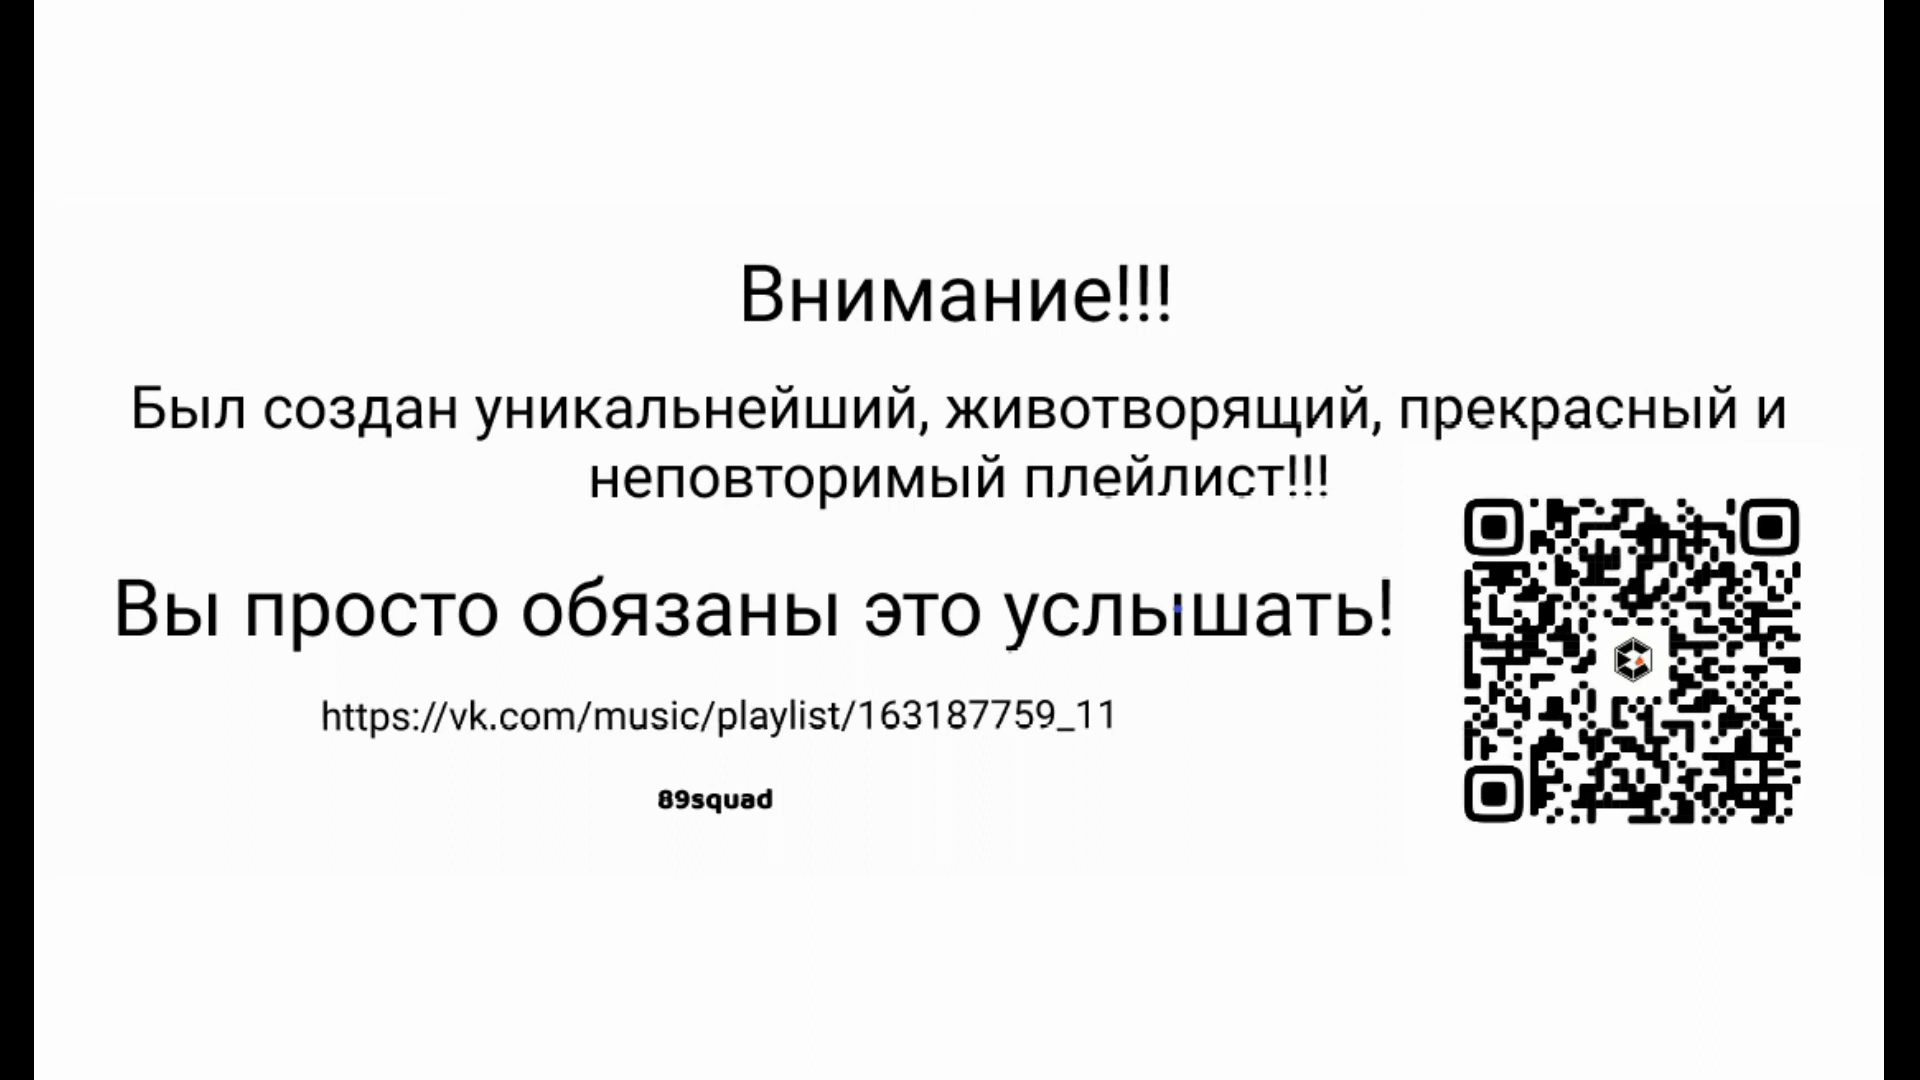 Внимание!!!
Был создан уникальнейший, животворящий, прекрасный и
неповторимый плейлист!!!
Вы просто обязаны это услышать!
https://vk.com/music/playlist/163187759_11
89squad